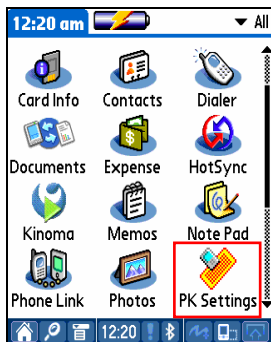 12:20 am
All
Card Info Contacts Dialer
Documents Expense HotSync
Kinoma Memos Note Pad
Phone Link Photos PK Settings
12:20